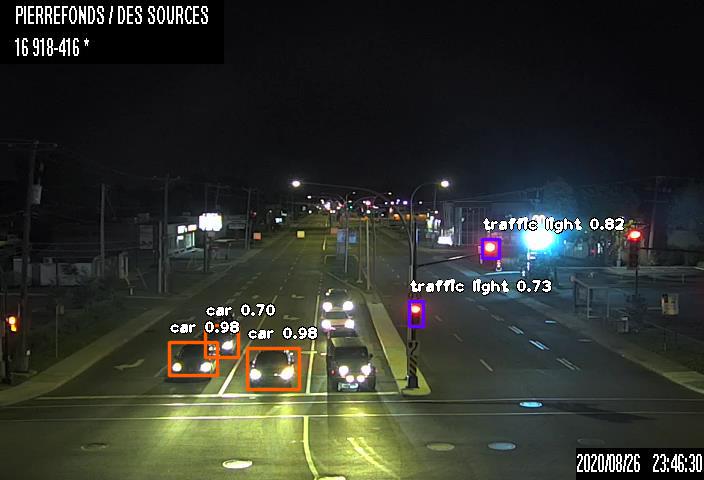 PIERREFONDS / DES SOURCES
16 918-416 *
traffic light 0.82
traffic light 0.73
car 0.70
car 0.98
car 0.98
2020/08/26 23:46:30